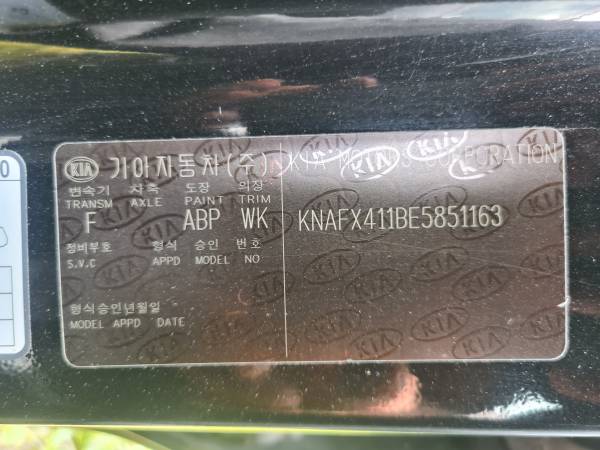 KIA 기아자동차(주) KIA MOTORS CORPORATION
변속기 차축 도장 의장
TRANSM AXLE PAINT TRIM
F ABP WK KNAFX411BE5851163
정비부호 형식 승인 번호
S.V.C APPD MODEL NO
형식승인년월일
MODEL APPD DATE
0